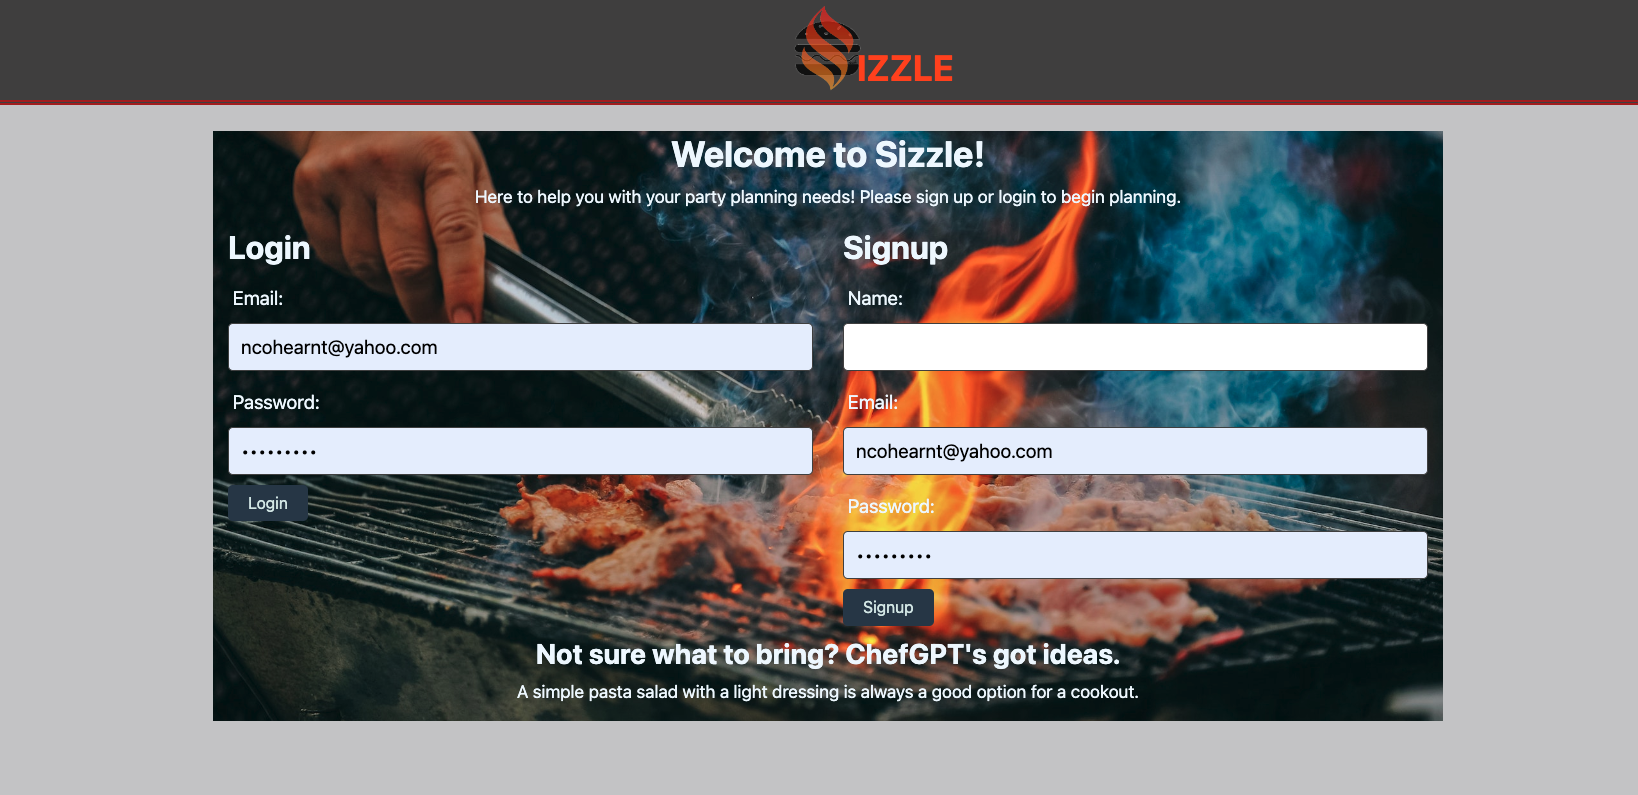 IZZLE
Welcome to Sizzle!
Here to help you with your party planning needs! Please sign up or login to begin planning.
Login
Email:
ncohearnt@yahoo.com
Password:
•••••••••
Login
Signup
Name:
Email:
ncohearnt@yahoo.com
Password:
•••••••••
Signup
Not sure what to bring? ChefGPT's got ideas.
A simple pasta salad with a light dressing is always a good option for a cookout.